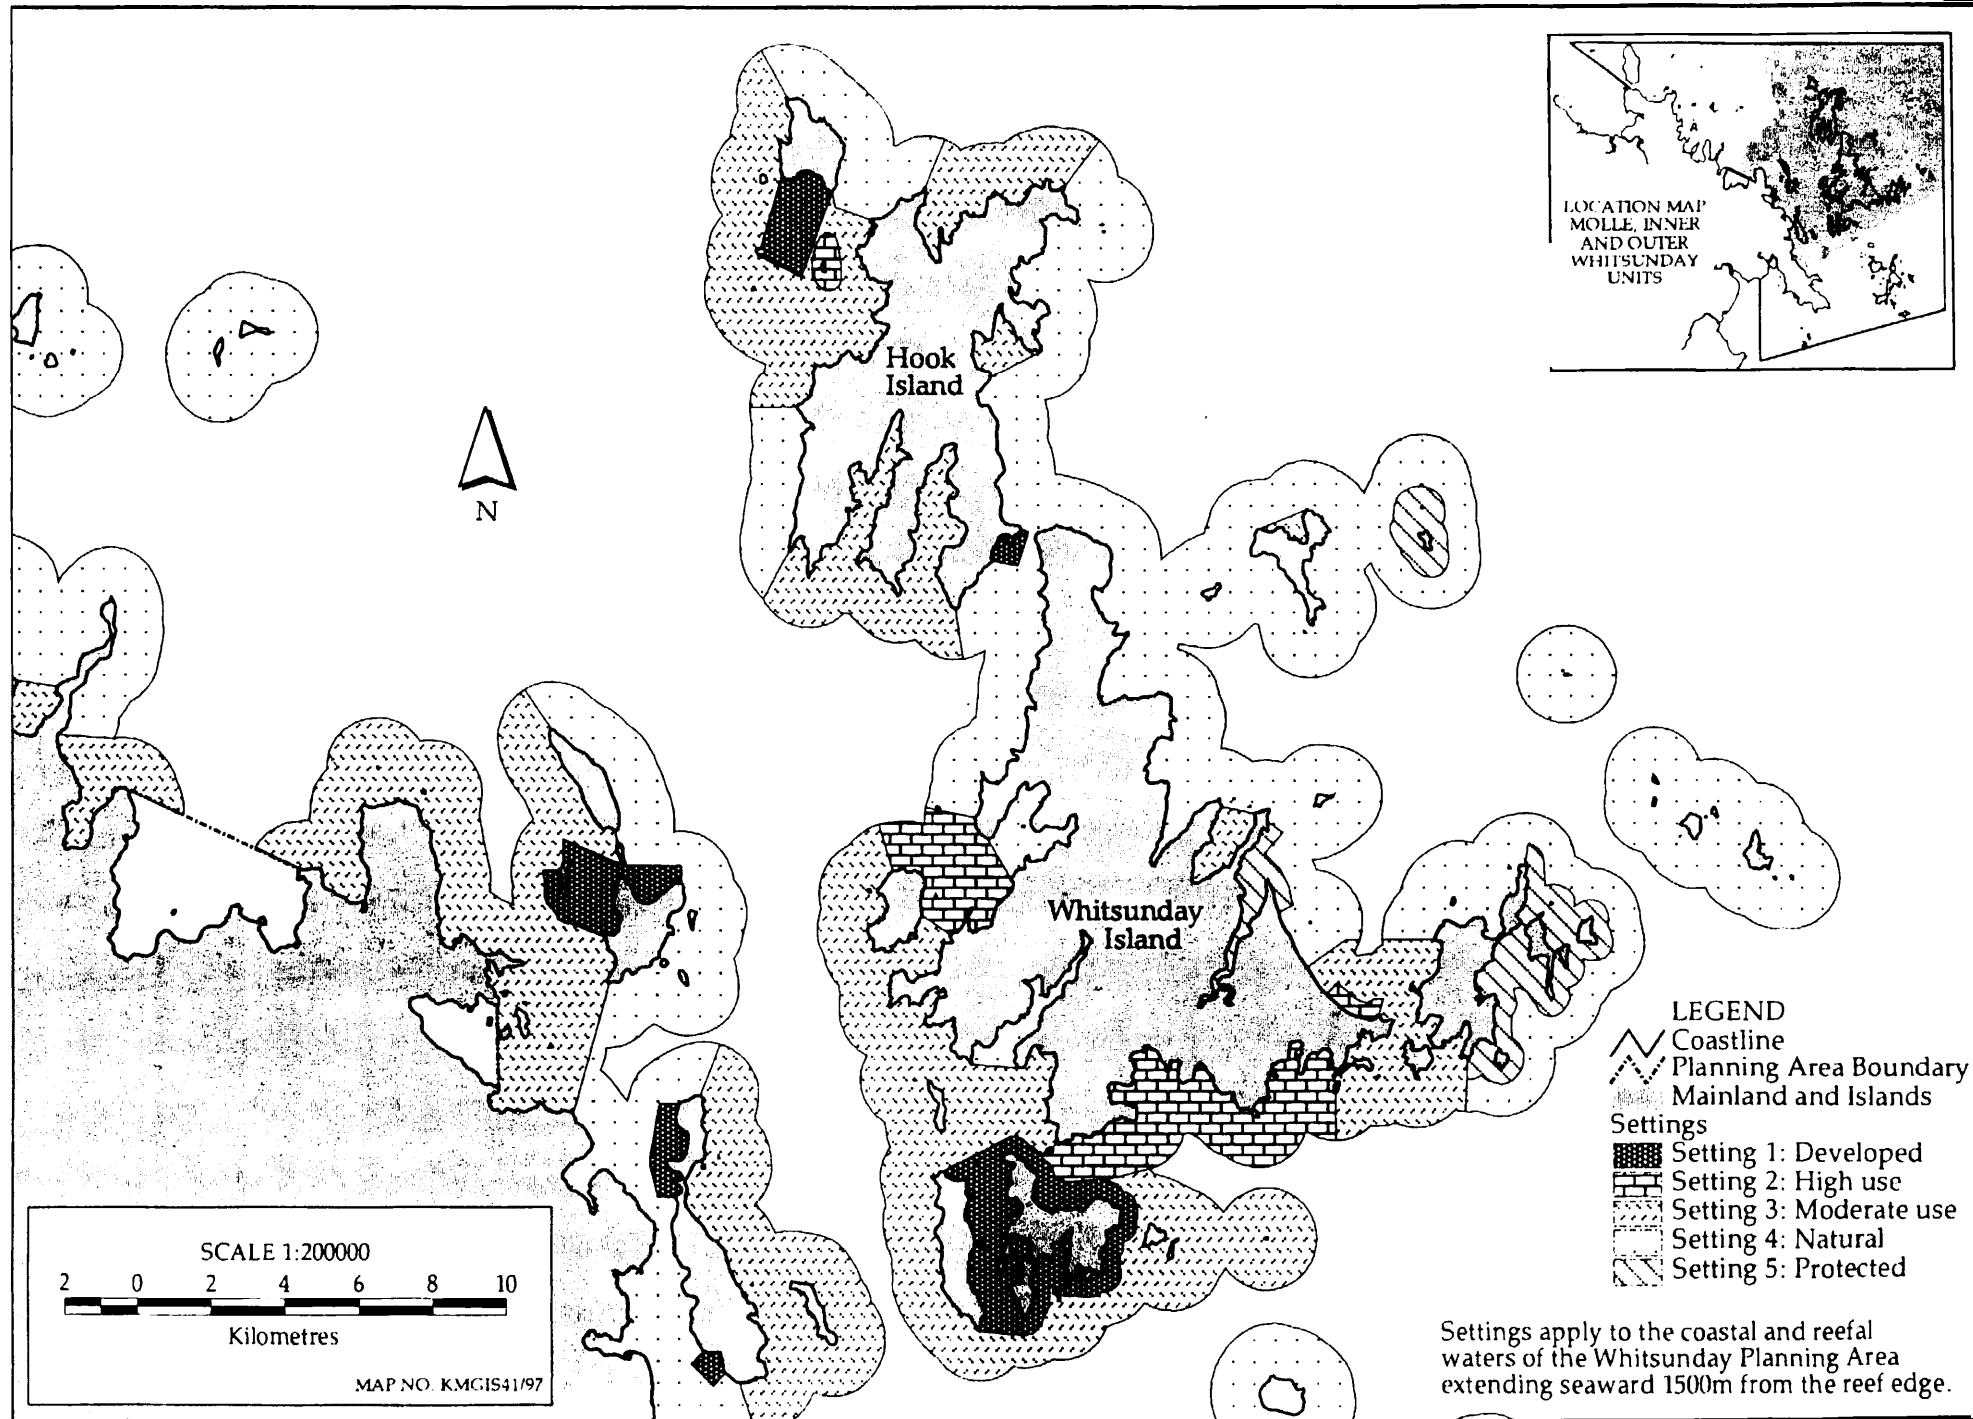 LOCATION MAP
MOLLE, INNER
AND OUTER
WHITSUNDAY
UNITS
Hook
Island
N
Whitsunday
Island
LEGEND
Coastline
Planning Area Boundary
Mainland and Islands
Settings
Setting 1: Developed
Setting 2: High use
Setting 3: Moderate use
Setting 4: Natural
Setting 5: Protected
SCALE 1:200000
2 0 2 4 6 8 10
Kilometres
MAP NO. KMGIS41/97
Settings apply to the coastal and reefal
waters of the Whitsunday Planning Area
extending seaward 1500m from the reef edge.